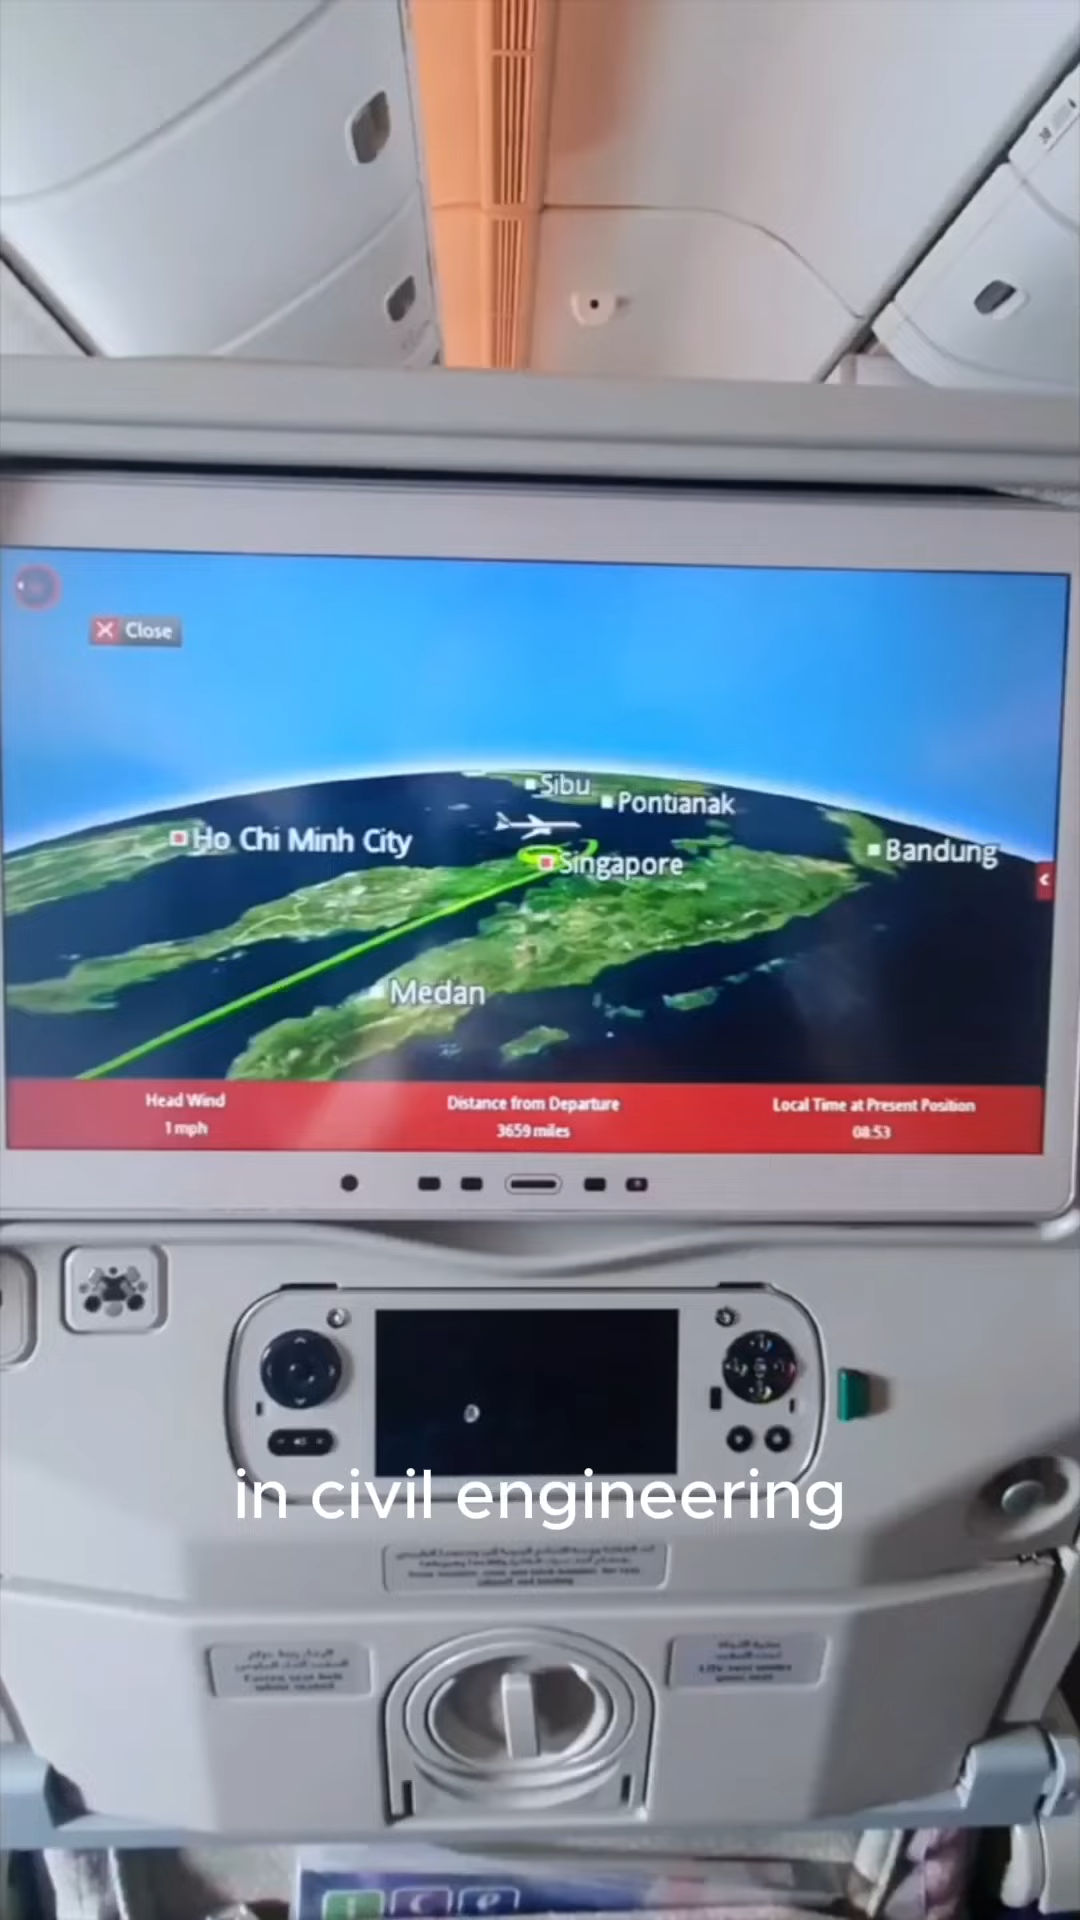 Close
Sibu
Pontianak
Ho Chi Minh City
Singapore
Bandung
Medan
Head Wind
1 mph
Distance from Departure
3659 miles
Local Time at Present Position
08:53
in civil engineering
ice